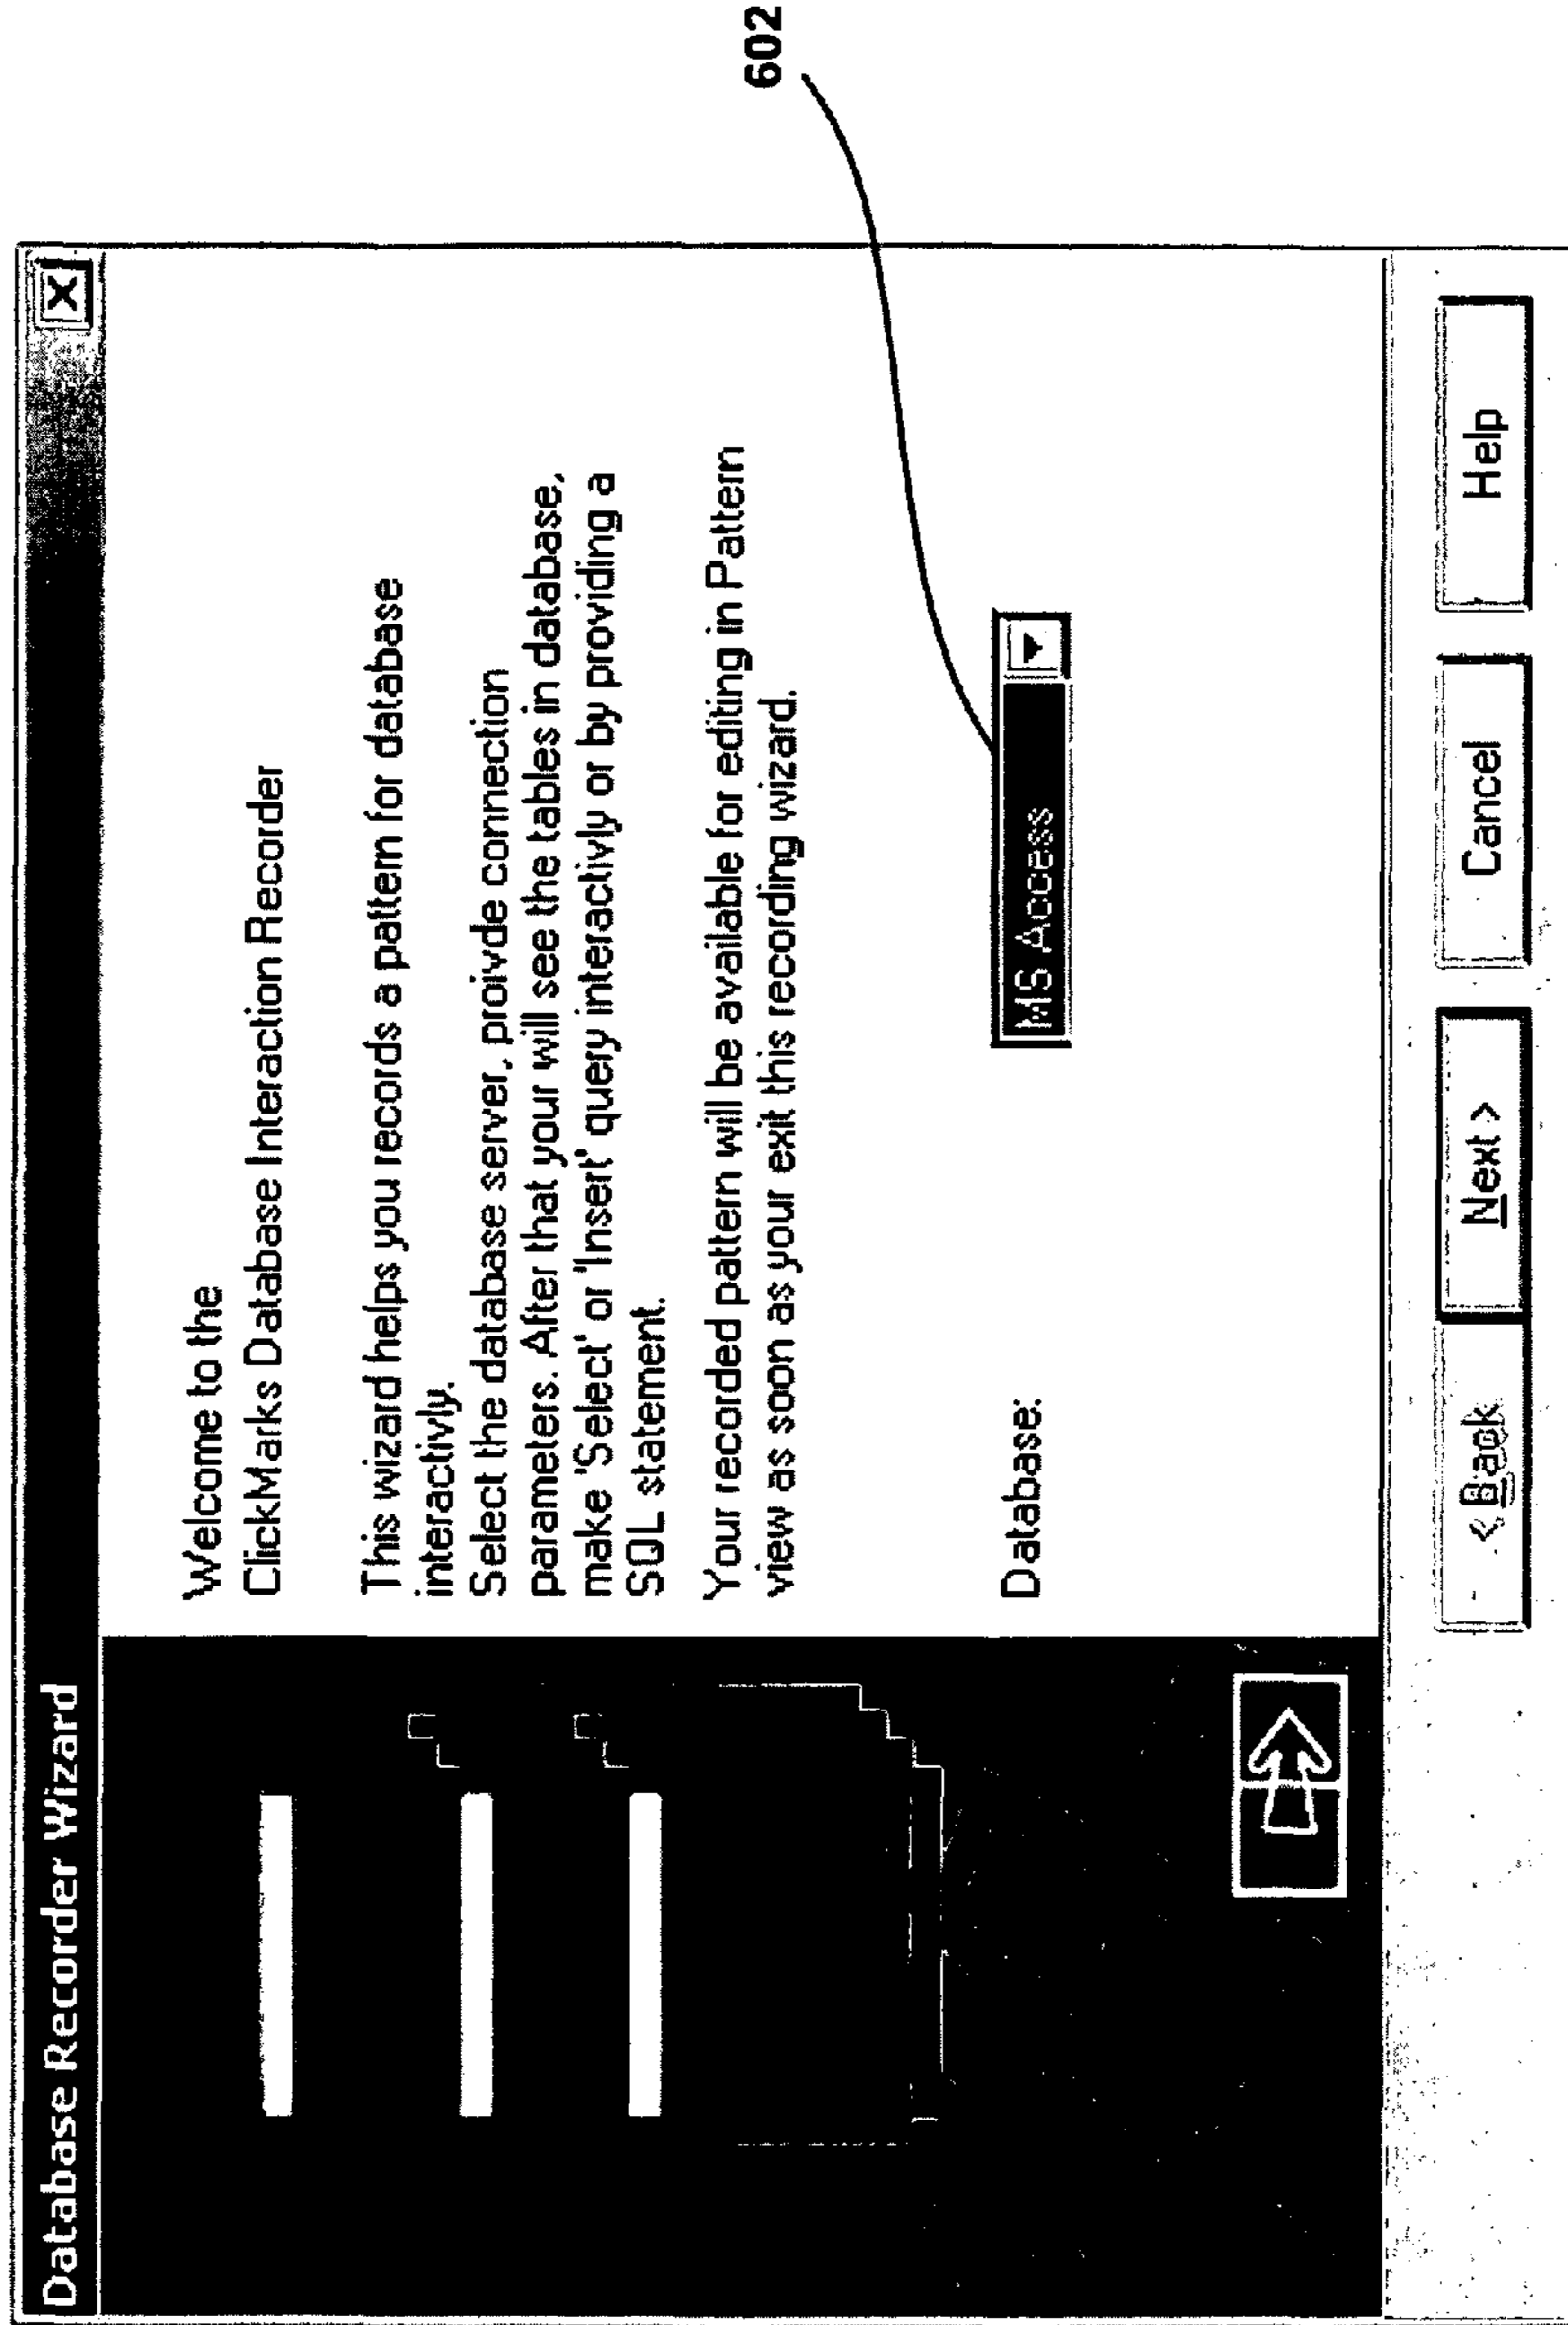 Database Recorder Wizard
Welcome to the
ClickMarks Database Interaction Recorder
This wizard helps you records a pattern for database
interactivly.
Select the database server, proivde connection
parameters. After that your will see the tables in database,
make 'Select' or 'Insert' query interactivly or by providing a
SQL statement.
Your recorded pattern will be available for editing in Pattern
view as soon as your exit this recording wizard.
Database:
MS Access
602
< Back
Next >
Cancel
Help